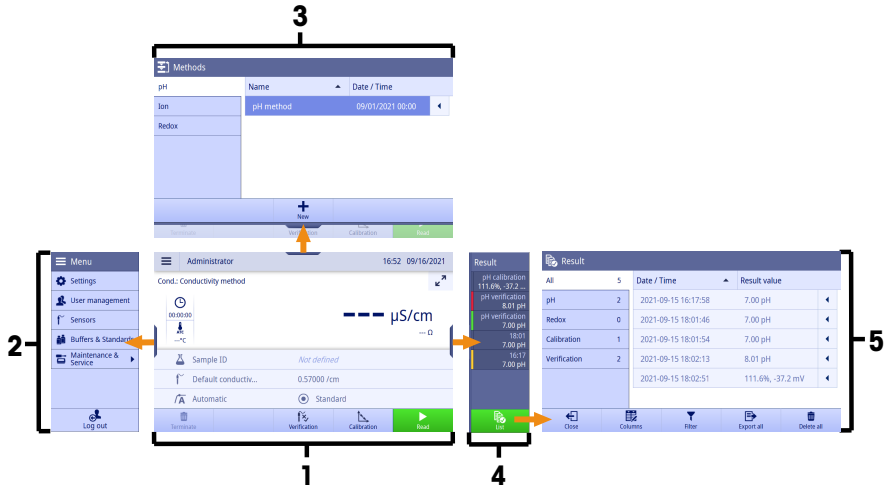 3
Methods
pH
Name
Date / Time
Ion
pH method
09/01/2021 00:00
Redox
New
Terminate
Verification
Calibration
Read
2
Menu
Settings
User management
Sensors
Buffers & Standards
Maintenance &
Service
Log out
Administrator
16:52 09/16/2021
Cond.: Conductivity method
00:00:00
ATC
---°C
--- µS/cm
--- Ω
Sample ID
Not defined
Default conductiv...
0.57000 /cm
Automatic
Standard
Terminate
Verification
Calibration
Read
1
Result
pH calibration
111.6%, -37.2 ...
pH verification
8.01 pH
pH verification
7.00 pH
18:01
7.00 pH
16:17
7.00 pH
List
4
Result
All 5
Date / Time
Result value
pH 2
2021-09-15 16:17:58
7.00 pH
Redox 0
2021-09-15 18:01:46
7.00 pH
Calibration 1
2021-09-15 18:01:54
7.00 pH
Verification 2
2021-09-15 18:02:13
8.01 pH
2021-09-15 18:02:51
111.6%, -37.2 mV
Close
Columns
Filter
Export all
Delete all
5